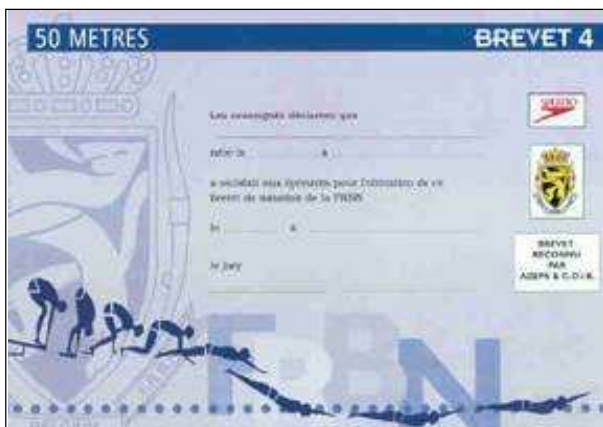 50 METRES
BREVET 4
Les soussignés déclarent que
né(e) le à
a satisfait aux épreuves pour l'obtention de ce
brevet de natation de la FRBN
le à
le jury
speedo
BREVET
RECONNU
PAR
ADEPS & C.O.I.B.
FRBN